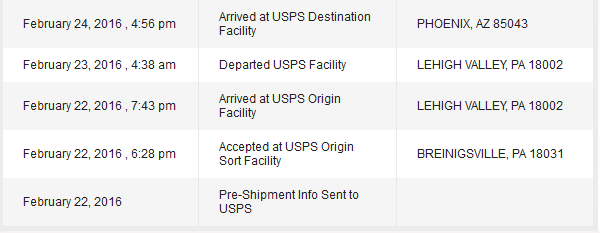 February 24, 2016 , 4:56 pm Arrived at USPS Destination Facility PHOENIX, AZ 85043
February 23, 2016 , 4:38 am Departed USPS Facility LEHIGH VALLEY, PA 18002
February 22, 2016 , 7:43 pm Arrived at USPS Origin Facility LEHIGH VALLEY, PA 18002
February 22, 2016 , 6:28 pm Accepted at USPS Origin Sort Facility BREINIGSVILLE, PA 18031
February 22, 2016 Pre-Shipment Info Sent to USPS